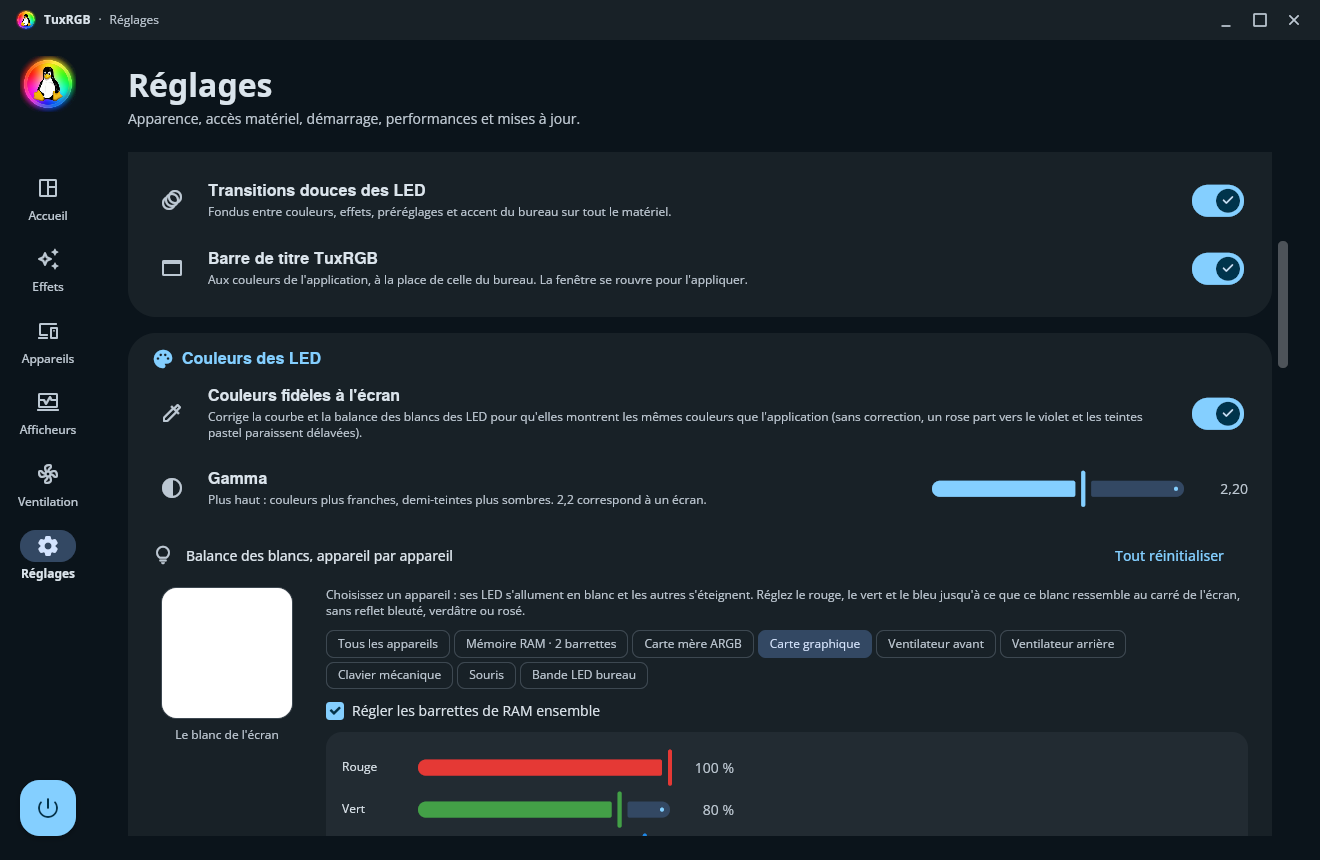 TuxRGB · Réglages
Réglages
Apparence, accès matériel, démarrage, performances et mises à jour.
Accueil
Effets
Appareils
Afficheurs
Ventilation
Réglages
Transitions douces des LED
Fondus entre couleurs, effets, préréglages et accent du bureau sur tout le matériel.
Barre de titre TuxRGB
Aux couleurs de l'application, à la place de celle du bureau. La fenêtre se rouvre pour l'appliquer.
Couleurs des LED
Couleurs fidèles à l'écran
Corrige la courbe et la balance des blancs des LED pour qu'elles montrent les mêmes couleurs que l'application (sans correction, un rose part vers le violet et les teintes
pastel paraissent délavées).
Gamma
Plus haut : couleurs plus franches, demi-teintes plus sombres. 2,2 correspond à un écran.
2,20
Balance des blancs, appareil par appareil
Tout réinitialiser
Choisissez un appareil : ses LED s'allument en blanc et les autres s'éteignent. Réglez le rouge, le vert et le bleu jusqu'à ce que ce blanc ressemble au carré de l'écran,
sans reflet bleuté, verdâtre ou rosé.
Tous les appareils
Mémoire RAM · 2 barrettes
Carte mère ARGB
Carte graphique
Ventilateur avant
Ventilateur arrière
Clavier mécanique
Souris
Bande LED bureau
Le blanc de l'écran
Régler les barrettes de RAM ensemble
Rouge
100 %
Vert
80 %